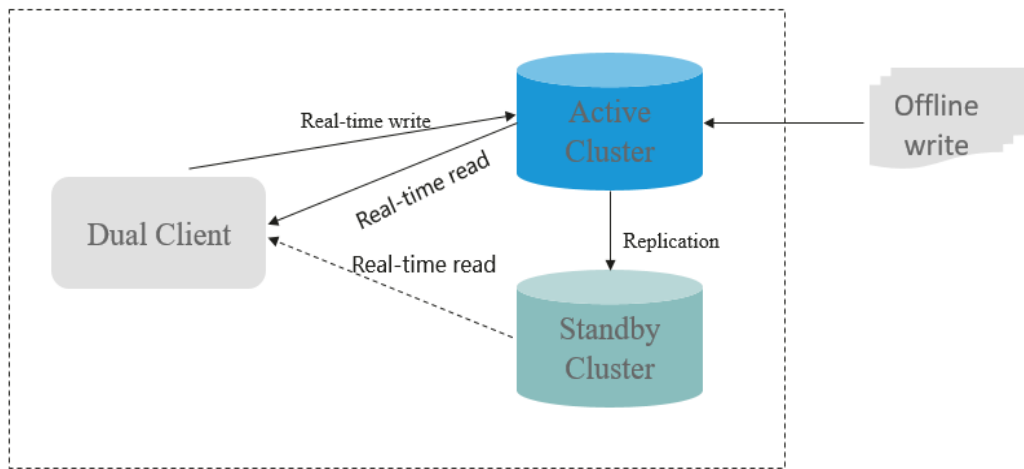 Offline
write
Active
Cluster
Real-time write
Real-time read
Dual Client
Replication
Real-time read
Standby
Cluster